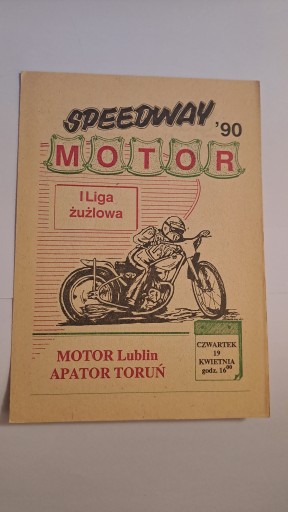 SPEEDWAY '90
MOTOR
I Liga
żużlowa
MOTOR Lublin
APATOR TORUŃ
CZWARTEK
19
KWIETNIA
godz. 16⁰⁰